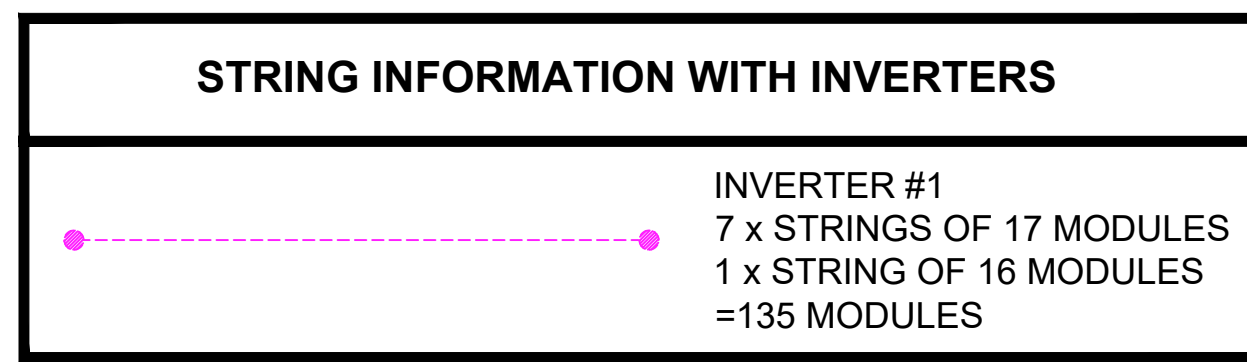 STRING INFORMATION WITH INVERTERS
INVERTER #1
7 x STRINGS OF 17 MODULES
1 x STRING OF 16 MODULES
=135 MODULES